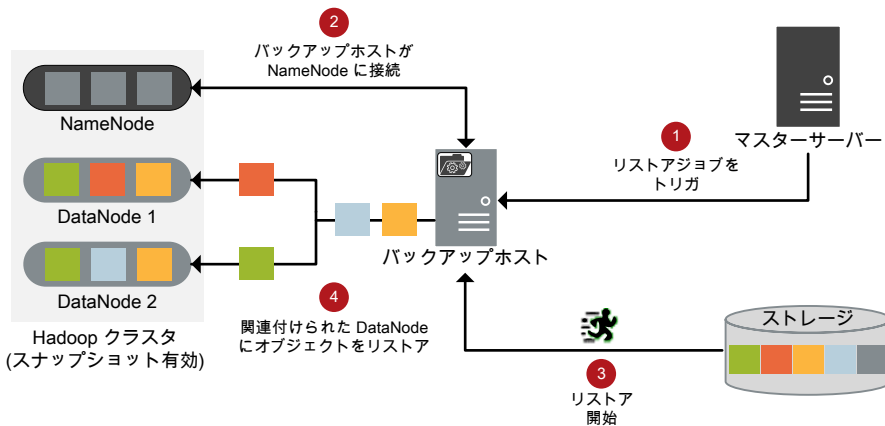 2
バックアップホストが
NameNode に接続
NameNode
マスターサーバー
1
リストアジョブを
トリガ
DataNode 1
バックアップホスト
DataNode 2
4
関連付けられた DataNode
にオブジェクトをリストア
Hadoop クラスタ
(スナップショット有効)
ストレージ
3
リストア
開始